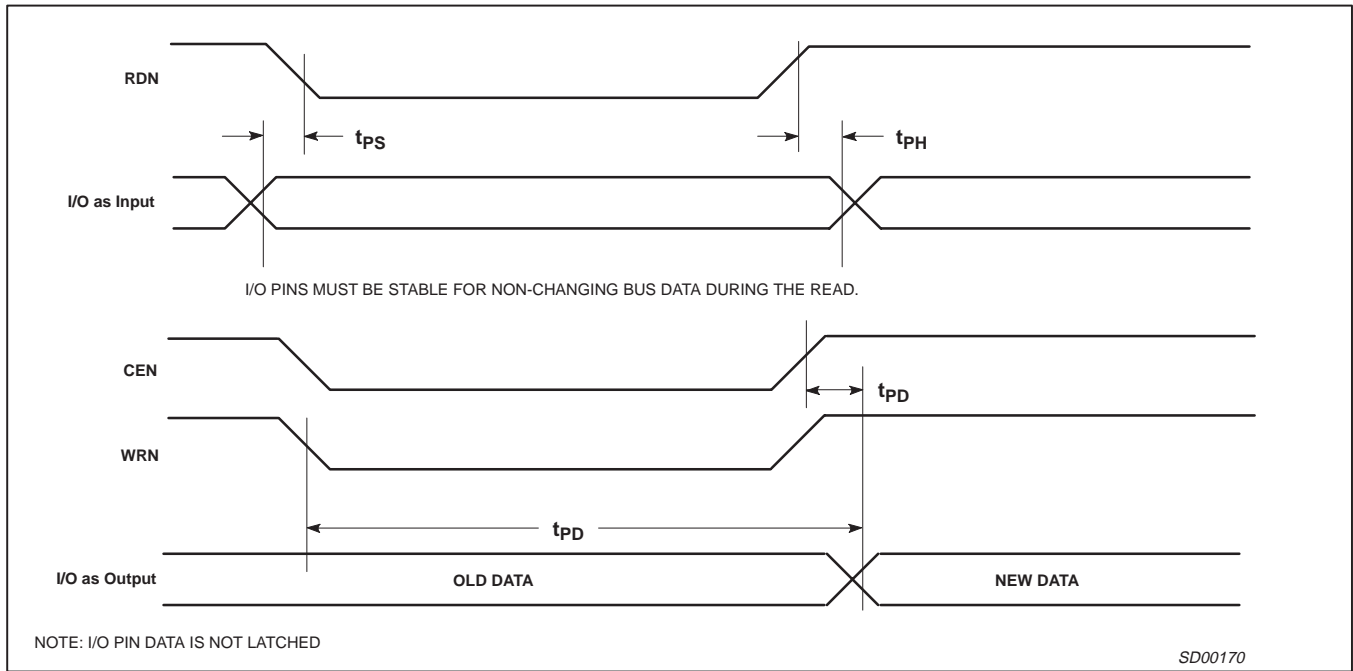 RDN
tPS
tPH
I/O as Input
I/O PINS MUST BE STABLE FOR NON-CHANGING BUS DATA DURING THE READ.
CEN
tPD
WRN
tPD
I/O as Output
OLD DATA
NEW DATA
NOTE: I/O PIN DATA IS NOT LATCHED
SD00170